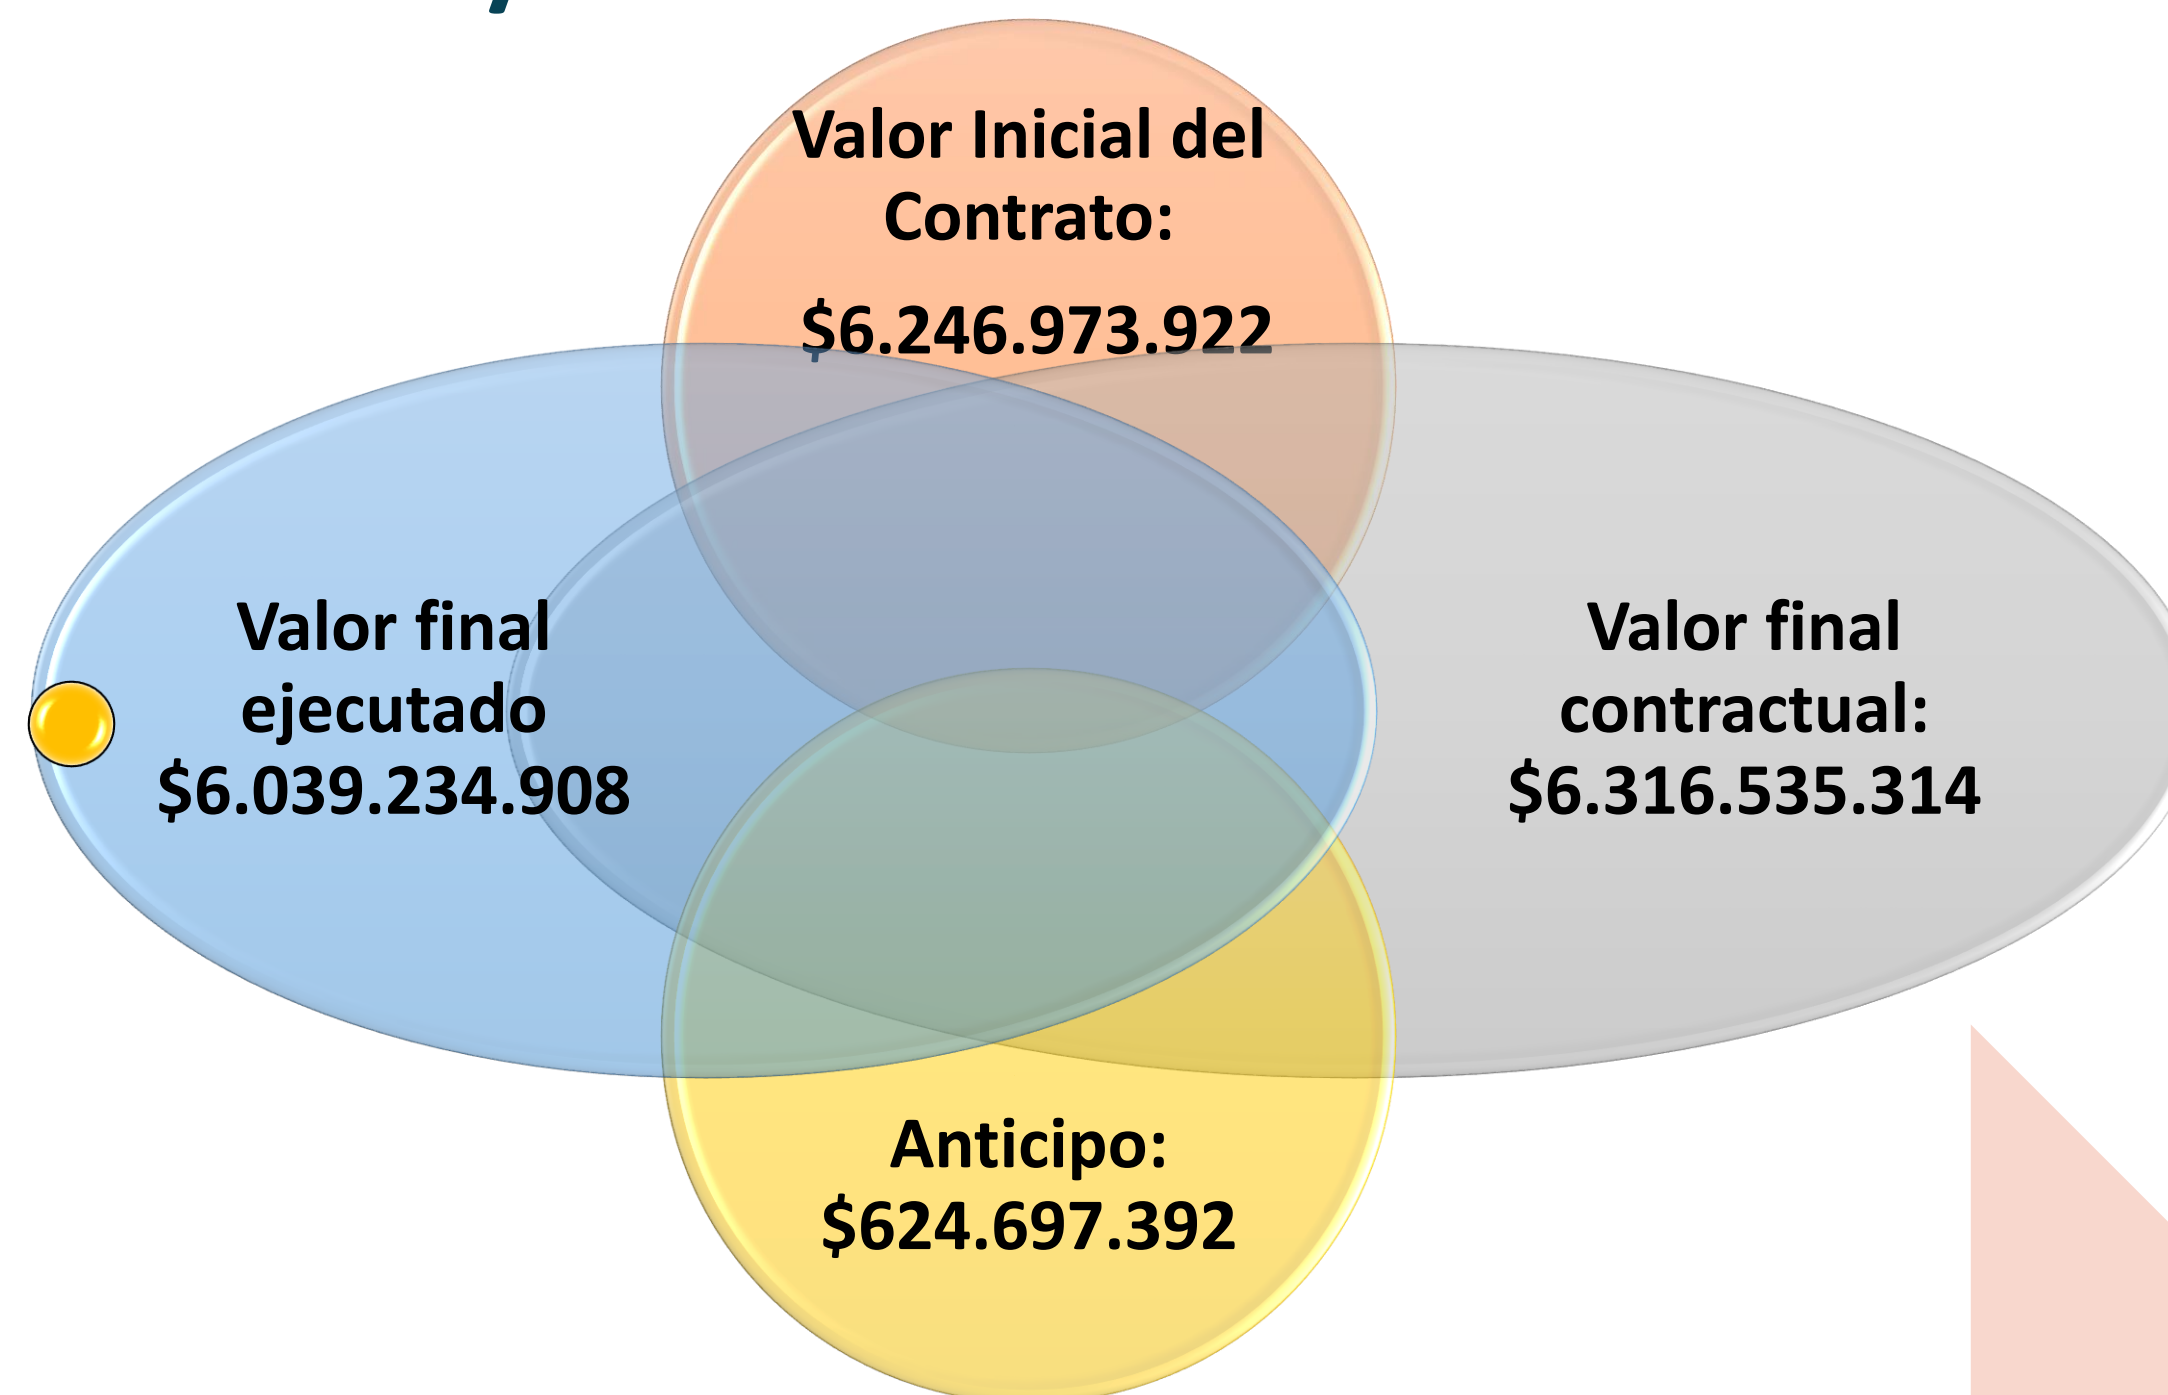 Valor Inicial del
Contrato:
$6.246.973.922
Valor final
ejecutado
$6.039.234.908
Valor final
contractual:
$6.316.535.314
Anticipo:
$624.697.392